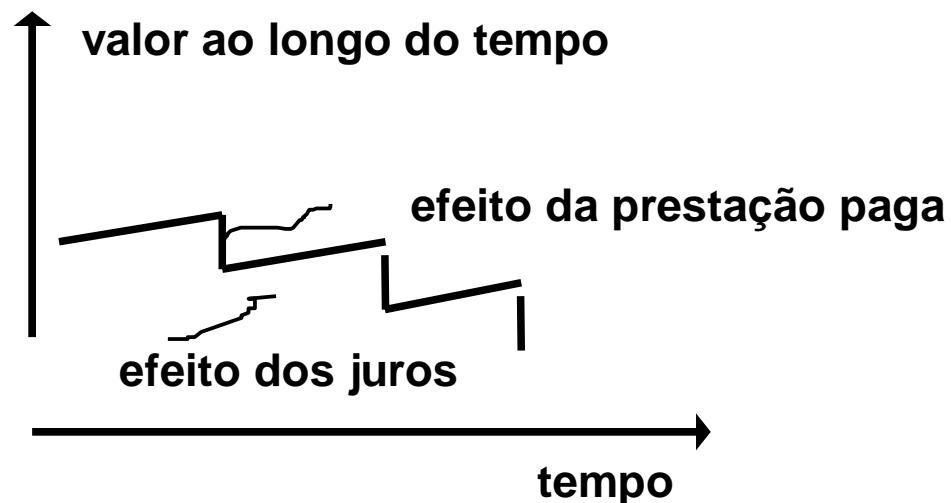 valor ao longo do tempo
efeito da prestação paga
efeito dos juros
tempo